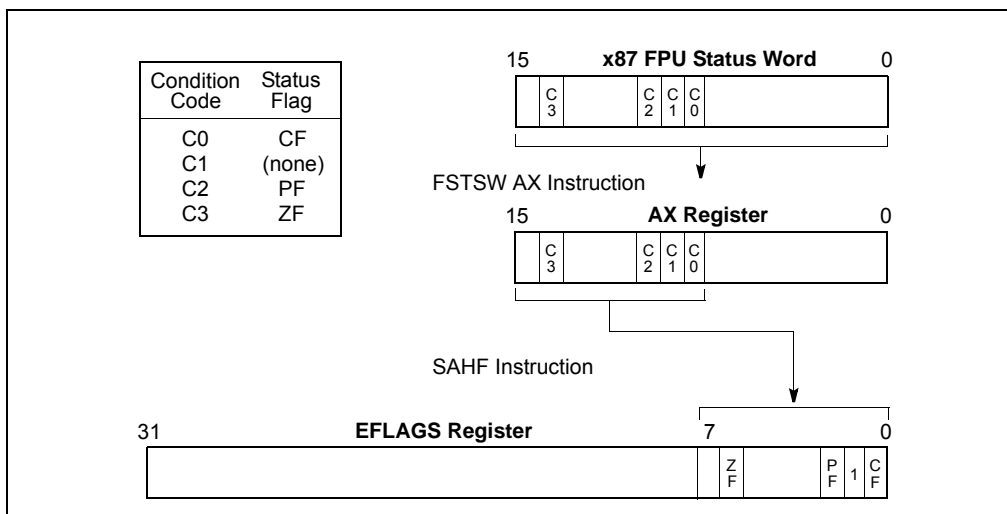 Condition Code Status Flag
C0 CF
C1 (none)
C2 PF
C3 ZF
15 x87 FPU Status Word 0
C3 C2 C1 C0
FSTSW AX Instruction
15 AX Register 0
C3 C2 C1 C0
SAHF Instruction
31 EFLAGS Register 7 0
ZF PF 1 CF